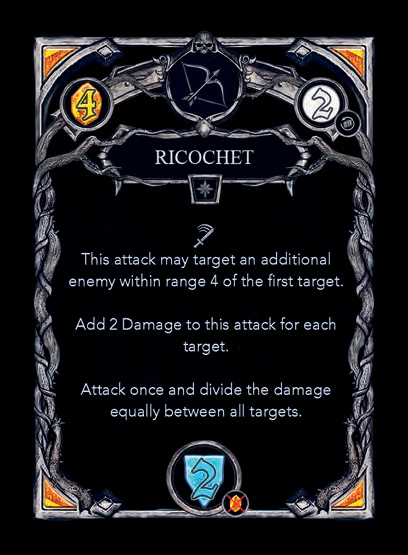 4
2
RICOCHET
This attack may target an additional
enemy within range 4 of the first target.
Add 2 Damage to this attack for each
target.
Attack once and divide the damage
equally between all targets.
2